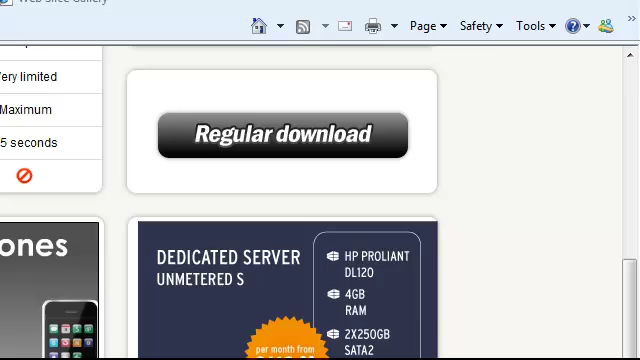 Web Slice Gallery
Page
Safety
Tools
Very limited
Maximum
5 seconds
Regular download
ones
DEDICATED SERVER
UNMETERED S
HP PROLIANT
DL120
4GB
RAM
2X250GB
SATA2
per month from